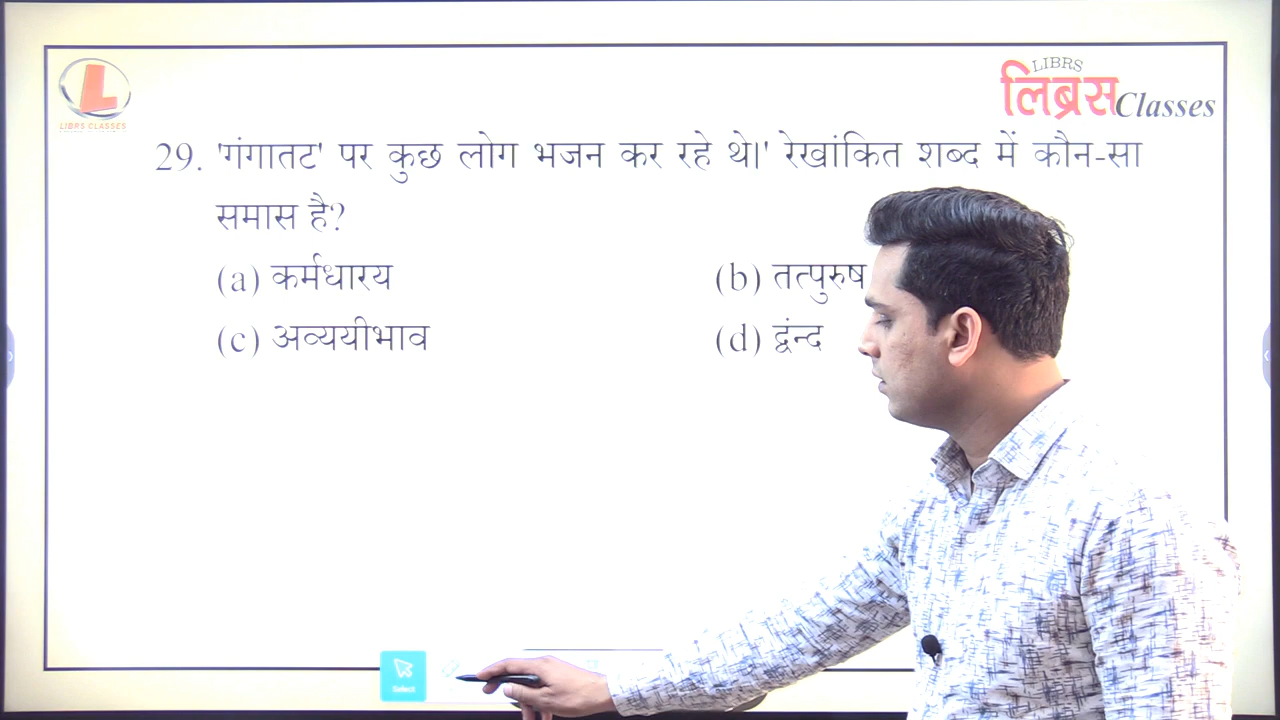 LIBRS CLASSES
LIBRS
लिब्रस Classes
29. 'गंगातट' पर कुछ लोग भजन कर रहे थे।' रेखांकित शब्द में कौन-सा
समास है?
(a) कर्मधारय (b) तत्पुरुष
(c) अव्ययीभाव (d) द्वंन्द
Select